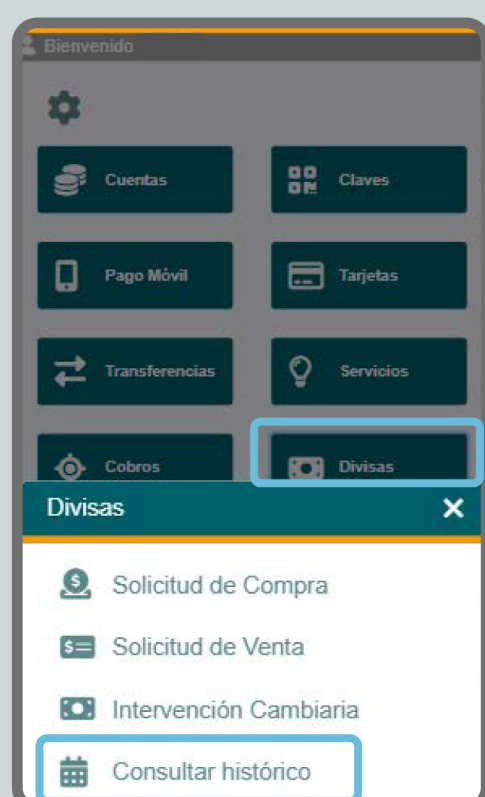 Bienvenido
Cuentas
Claves
Pago Móvil
Tarjetas
Transferencias
Servicios
Cobros
Divisas
Divisas
Solicitud de Compra
Solicitud de Venta
Intervención Cambiaria
Consultar histórico